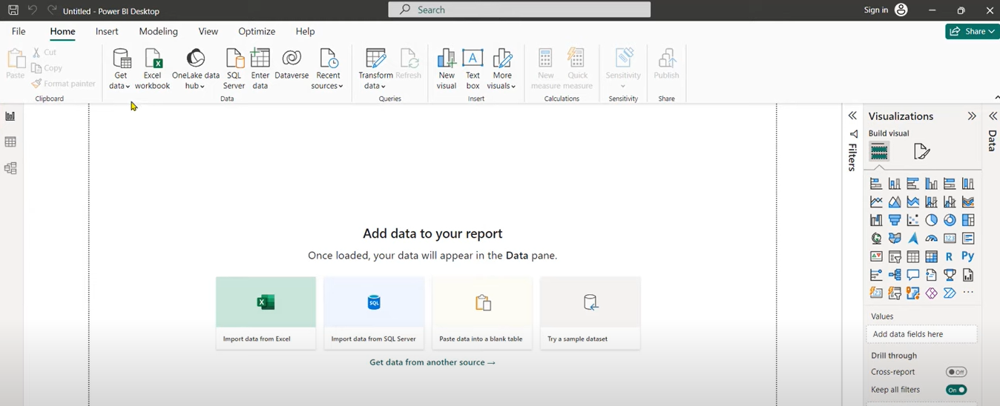 Untitled - Power BI Desktop
Search
Sign in
File Home Insert Modeling View Optimize Help
Share
Paste
Cut
Copy
Format painter
Clipboard
Get data
Excel workbook
OneLake data hub
SQL Server
Enter data
Dataverse
Recent sources
Data
Transform data
Refresh
Queries
New visual
Text box
A
More visuals
Insert
New measure
Quick measure
Calculations
Sensitivity
Sensitivity
Publish
Share
Filters
Visualizations
Build visual
Data
123
R
Py
123
Add data to your report
Once loaded, your data will appear in the Data pane.
SQL
Import data from Excel
Import data from SQL Server
Paste data into a blank table
Try a sample dataset
Get data from another source →
Values
Add data fields here
Drill through
Cross-report
Off
Keep all filters
On